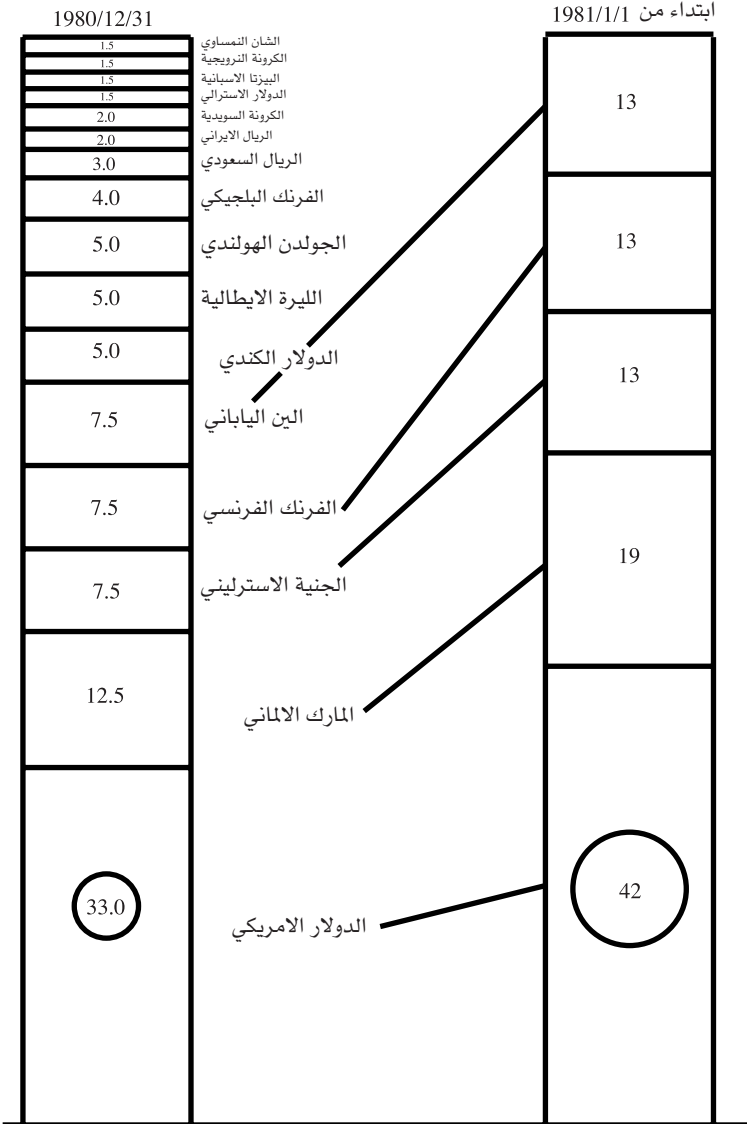 1980/12/31
ابتداء من 1981/1/1
1.5 الشان النمساوي
1.5 الكرونة النرويجية
1.5 البيزتا الاسبانية
1.5 الدولار الاسترالي
2.0 الكرونة السويدية
2.0 الريال الايراني
3.0 الريال السعودي
4.0 الفرنك البلجيكي
5.0 الجولدن الهولندي
5.0 الليرة الايطالية
5.0 الدولار الكندي
7.5 الين الياباني
7.5 الفرنك الفرنسي
7.5 الجنية الاسترليني
12.5 المارك الالماني
33.0 الدولار الامريكي
13
13
13
19
42